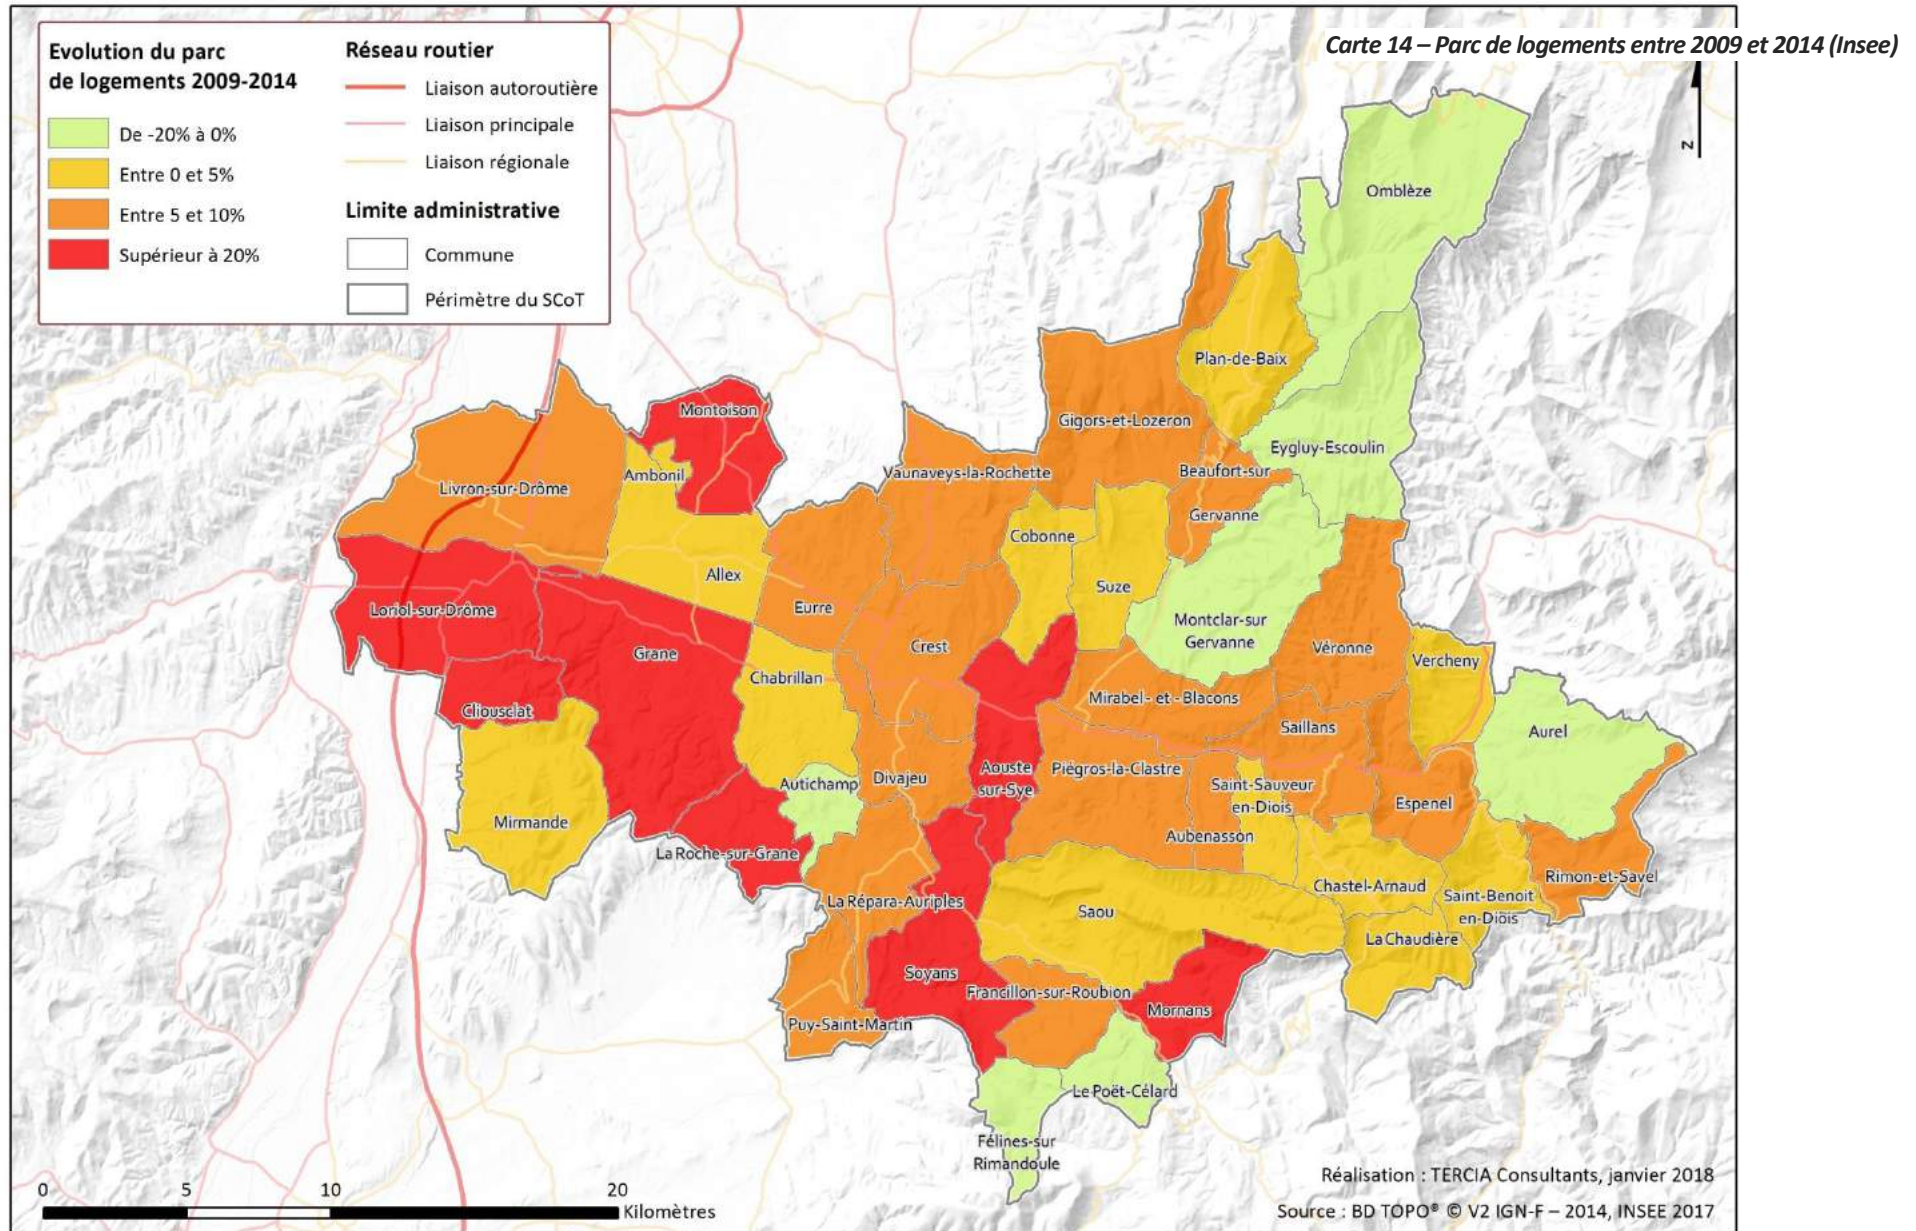 Carte 14 – Parc de logements entre 2009 et 2014 (Insee)
Evolution du parc
de logements 2009-2014
De -20% à 0%
Entre 0 et 5%
Entre 5 et 10%
Supérieur à 20%
Réseau routier
Liaison autoroutière
Liaison principale
Liaison régionale
Limite administrative
Commune
Périmètre du SCoT
z
Omblèze
Plan-de-Baix
Montoison
Gigors-et-Lozeron
Eygluy-Escoulin
Ambonil
Livron-sur-Drôme
Vaunaveys-la-Rochette
Beaufort-sur
Gervanne
Cobonne
Allex
Suze
Eurre
Loriol-sur-Drôme
Montclar-sur
Gervanne
Crest
Grane
Véronne
Vercheny
Chabrillan
Mirabel - et - Blacons
Cliousclat
Saillans
Aurel
Autichamp
Divajeu
Aouste
sur-Sye
Piégros-la-Clastre
Saint-Sauveur
en-Diois
Espenel
Mirmande
Aubenasson
La Roche-sur-Grane
Rimon-et-Savel
Chastel-Arnaud
Saint-Benoit
en-Diois
La Répara-Auriples
Saou
La Chaudière
Soyans
Francillon-sur-Roubion
Mornans
Puy-Saint-Martin
Le Poët-Célard
Félines-sur
Rimandoule
0 5 10 20
Kilomètres
Réalisation : TERCIA Consultants, janvier 2018
Source : BD TOPO® © V2 IGN-F – 2014, INSEE 2017